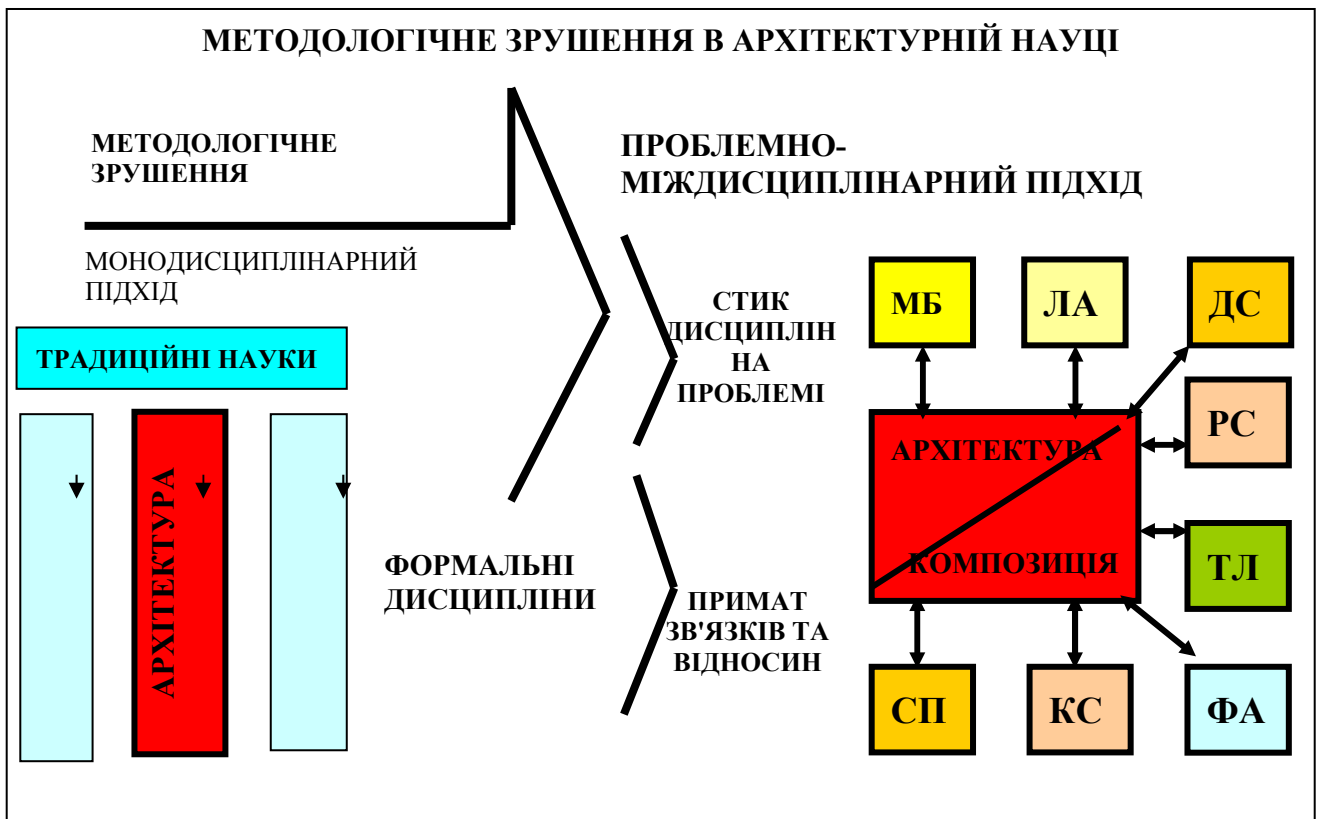 МЕТОДОЛОГІЧНЕ ЗРУШЕННЯ В АРХІТЕКТУРНІЙ НАУЦІ
МЕТОДОЛОГІЧНЕ
ЗРУШЕННЯ
МОНОДИСЦИПЛІНАРНИЙ
ПІДХІД
ТРАДИЦІЙНІ НАУКИ
АРХІТЕКТУРА
ФОРМАЛЬНІ
ДИСЦИПЛІНИ
ПРОБЛЕМНО-
МІЖДИСЦИПЛІНАРНИЙ ПІДХІД
СТИК
ДИСЦИПЛІН
НА
ПРОБЛЕМІ
ПРИМАТ
ЗВ'ЯЗКІВ ТА
ВІДНОСИН
МБ
ЛА
ДС
РС
АРХІТЕКТУРА
КОМПОЗИЦІЯ
ТЛ
СП
КС
ФА